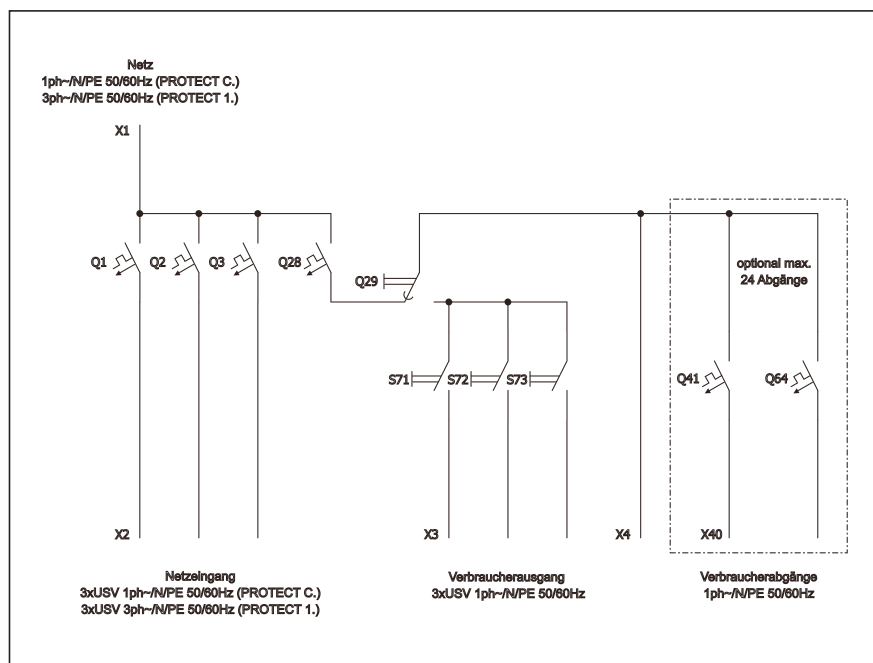 Netz
1ph~/N/PE 50/60Hz (PROTECT C.)
3ph~/N/PE 50/60Hz (PROTECT 1.)
X1
Q1
Q2
Q3
Q28
Q29
optional max.
24 Abgänge
S71
S72
S73
Q41
Q64
X2
X3
X4
X40
Netzeingang
3xUSV 1ph~/N/PE 50/60Hz (PROTECT C.)
3xUSV 3ph~/N/PE 50/60Hz (PROTECT 1.)
Verbraucherausgang
3xUSV 1ph~/N/PE 50/60Hz
Verbraucherabgänge
1ph~/N/PE 50/60Hz